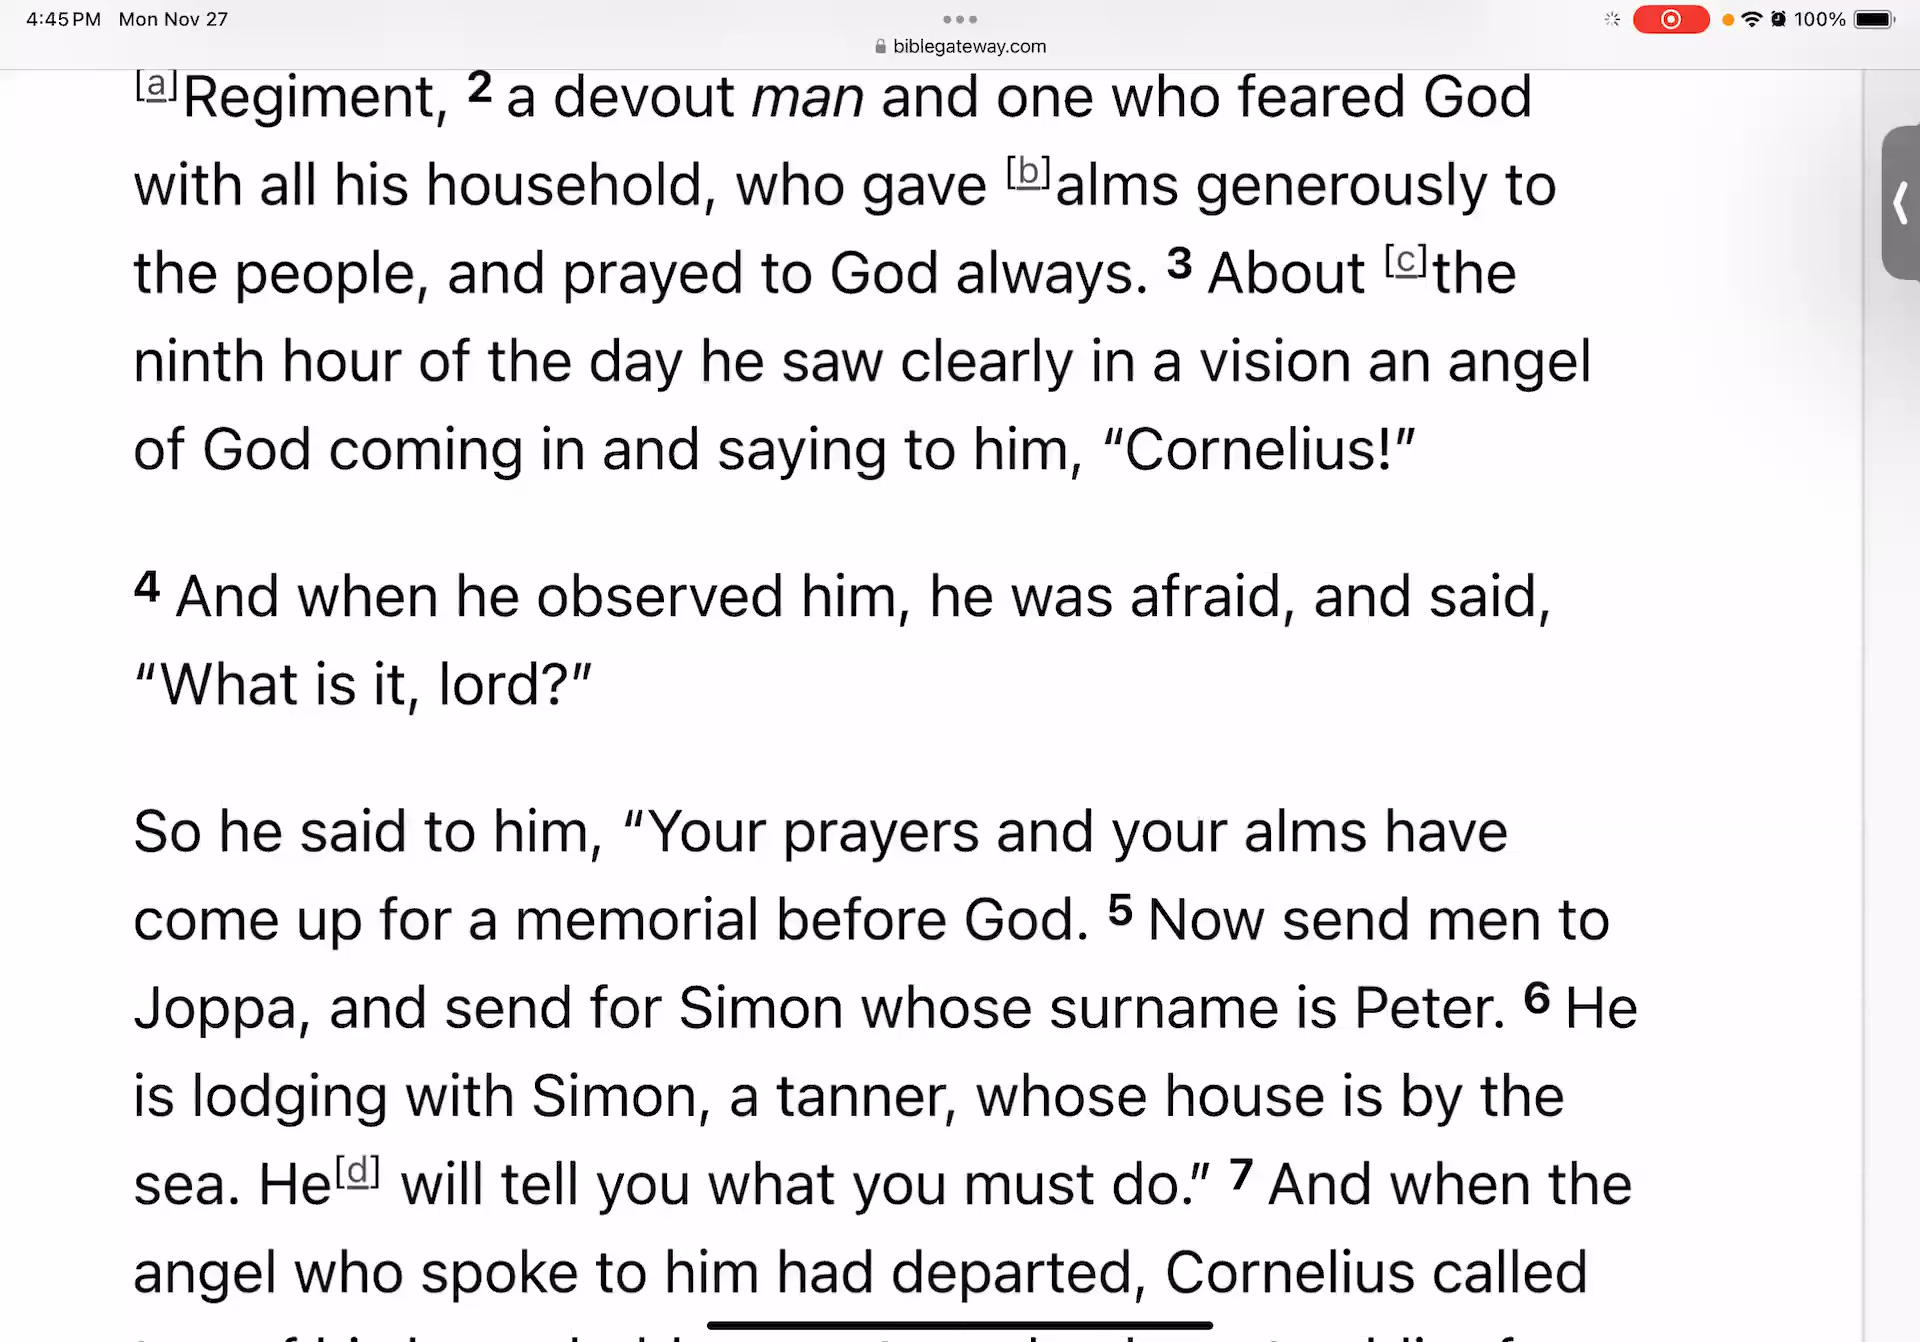 4:45 PM Mon Nov 27
100%
biblegateway.com
[a]Regiment, 2 a devout man and one who feared God
with all his household, who gave [b]alms generously to
the people, and prayed to God always. 3 About [c]the
ninth hour of the day he saw clearly in a vision an angel
of God coming in and saying to him, “Cornelius!”
4 And when he observed him, he was afraid, and said,
“What is it, lord?”
So he said to him, “Your prayers and your alms have
come up for a memorial before God. 5 Now send men to
Joppa, and send for Simon whose surname is Peter. 6 He
is lodging with Simon, a tanner, whose house is by the
sea. He[d] will tell you what you must do.” 7 And when the
angel who spoke to him had departed, Cornelius called